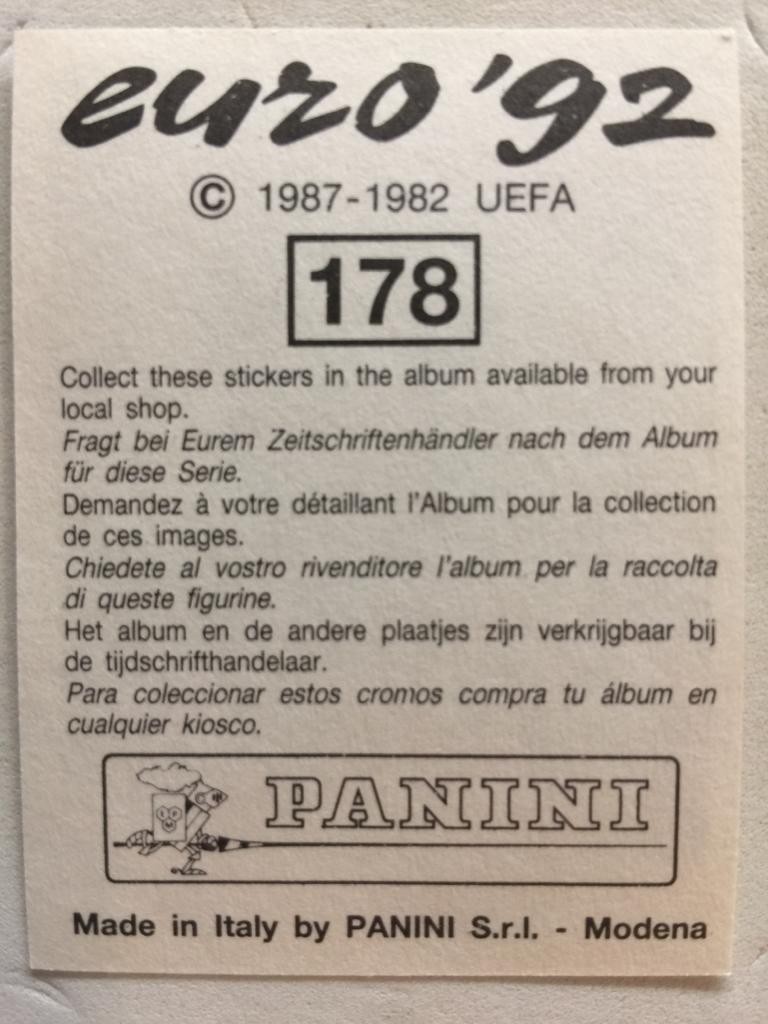 euro '92
© 1987-1982 UEFA
178
Collect these stickers in the album available from your
local shop.
Fragt bei Eurem Zeitschriftenhändler nach dem Album
für diese Serie.
Demandez à votre détaillant l'Album pour la collection
de ces images.
Chiedete al vostro rivenditore l'album per la raccolta
di queste figurine.
Het album en de andere plaatjes zijn verkrijgbaar bij
de tijdschrifthandelaar.
Para coleccionar estos cromos compra tu álbum en
cualquier kiosco.
PANINI
Made in Italy by PANINI S.r.l. - Modena